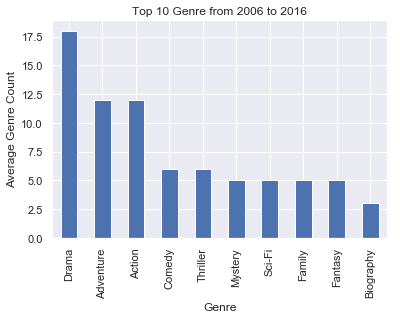 Top 10 Genre from 2006 to 2016
17.5
15.0
12.5
10.0
7.5
5.0
2.5
0.0
Average Genre Count
Drama
Adventure
Action
Comedy
Thriller
Mystery
Sci-Fi
Family
Fantasy
Biography
Genre